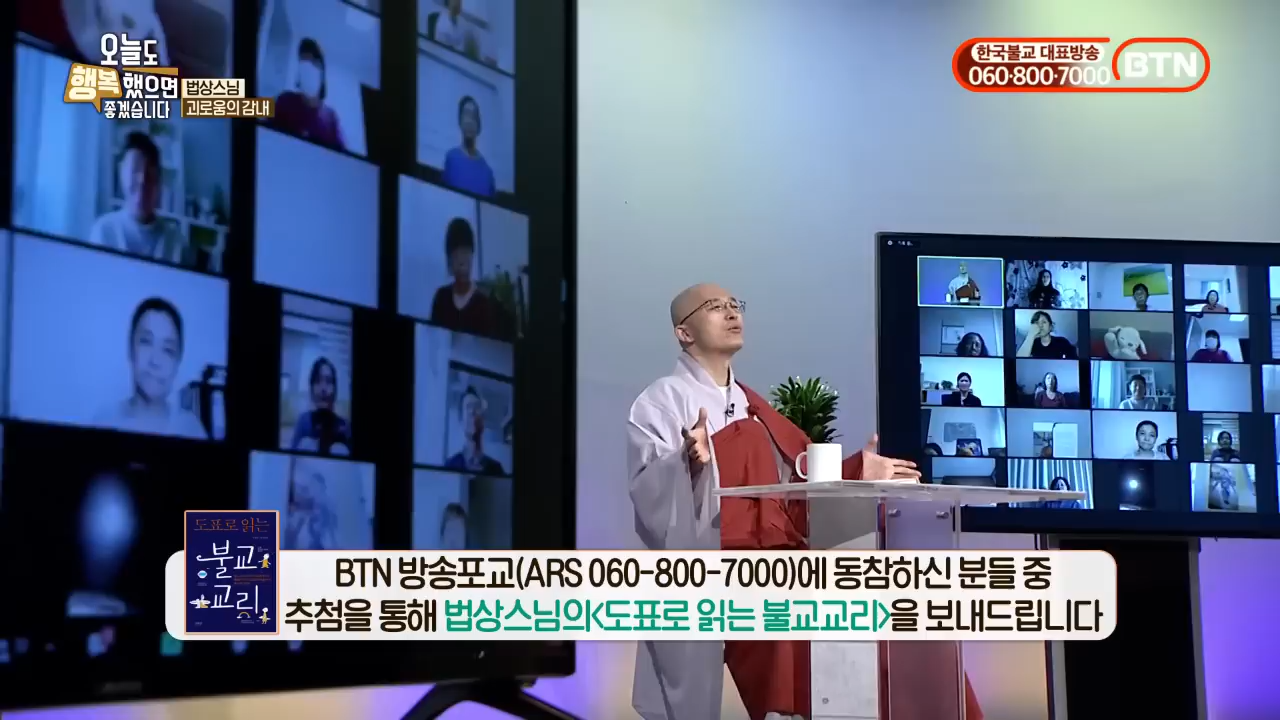 오늘도
행복했으면
좋겠습니다
법상스님
괴로움의 감내
한국불교 대표방송
060·800·7000
BTN
도표로 읽는
불교
교리
BTN 방송포교(ARS 060-800-7000)에 동참하신 분들 중
추첨을 통해 법상스님의<도표로 읽는 불교교리>을 보내드립니다